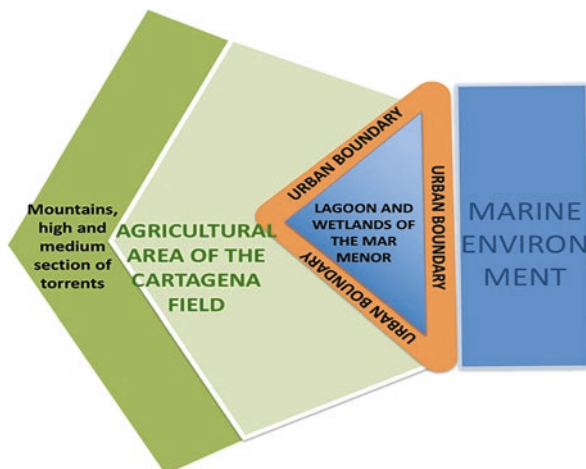 Mountains,
high and
medium
section of
torrents
AGRICULTURAL
AREA OF THE
CARTAGENA
FIELD
URBAN BOUNDARY
LAGOON AND
WETLANDS OF
THE MAR
MENOR
URBAN BOUNDARY
URBAN BOUNDARY
MARINE
ENVIRON
MENT